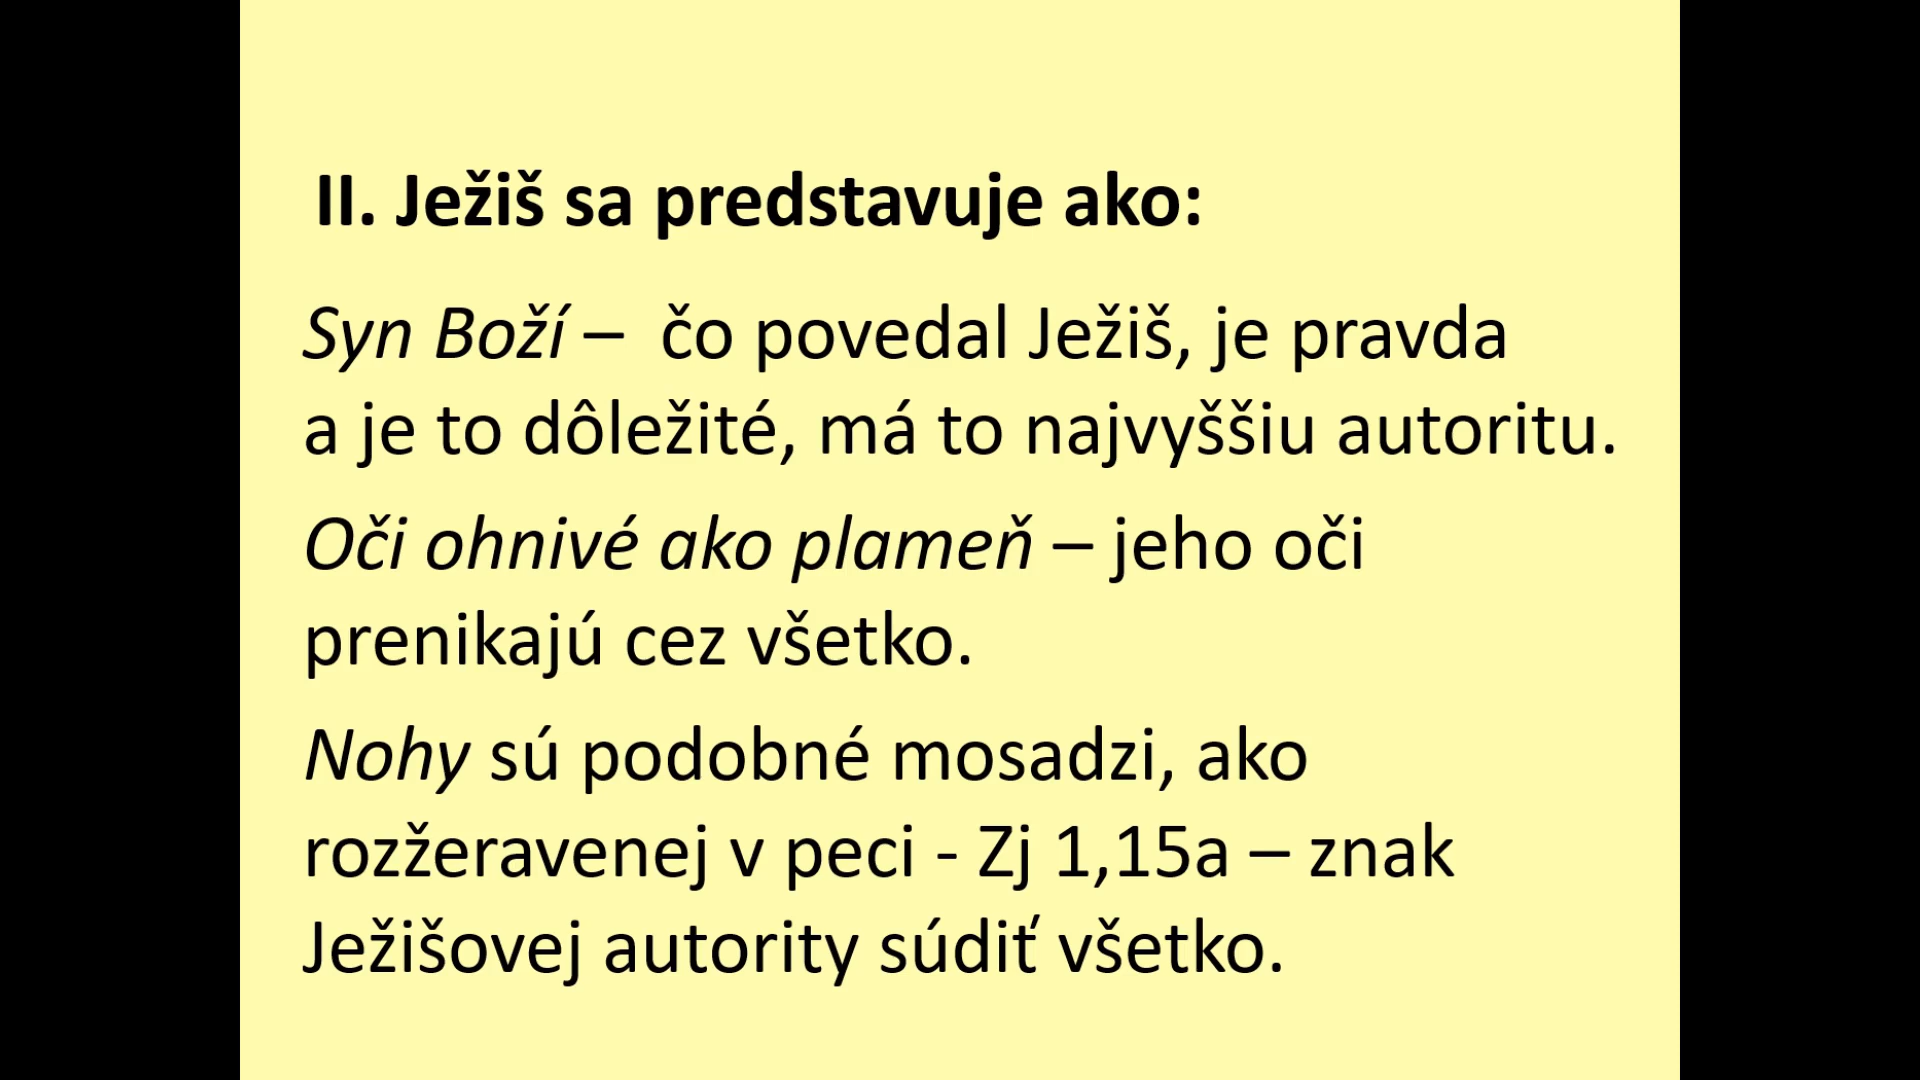 II. Ježiš sa predstavuje ako:
Syn Boží – čo povedal Ježiš, je pravda
a je to dôležité, má to najvyššiu autoritu.
Oči ohnivé ako plameň – jeho oči
prenikajú cez všetko.
Nohy sú podobné mosadzi, ako
rozžeravenej v peci - Zj 1,15a – znak
Ježišovej autority súdiť všetko.